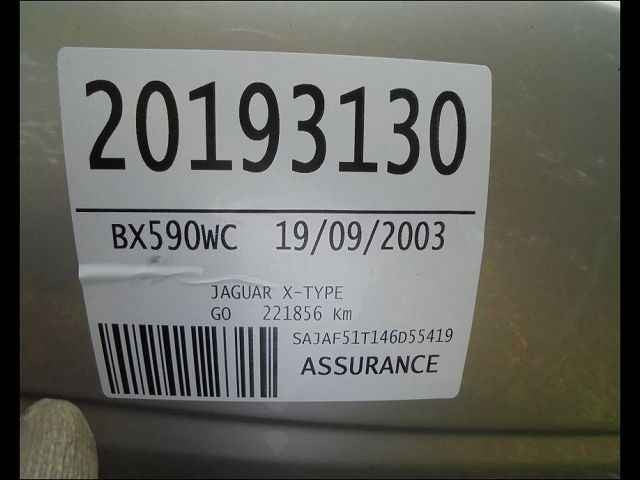 20193130
BX590WC 19/09/2003
JAGUAR X-TYPE
GO 221856 Km
SAJAF51T146D55419
ASSURANCE